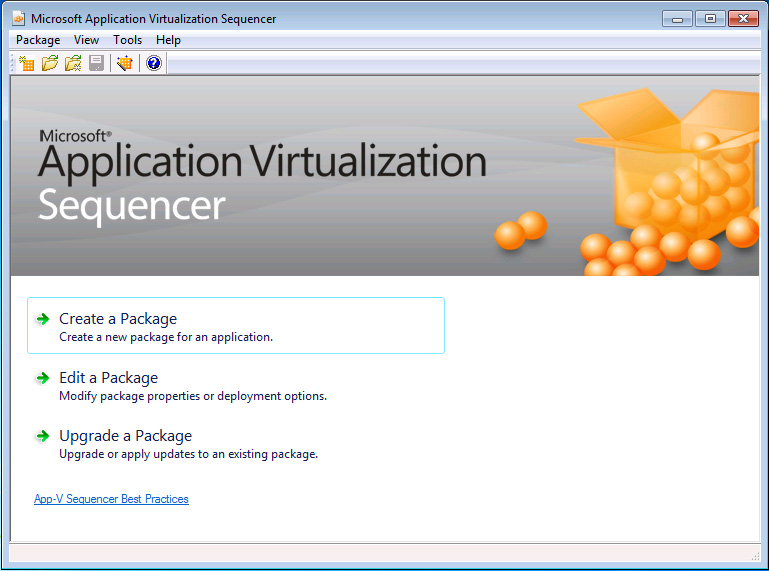 Microsoft Application Virtualization Sequencer
Package View Tools Help
Microsoft®
Application Virtualization
Sequencer
Create a Package
Create a new package for an application.
Edit a Package
Modify package properties or deployment options.
Upgrade a Package
Upgrade or apply updates to an existing package.
App-V Sequencer Best Practices